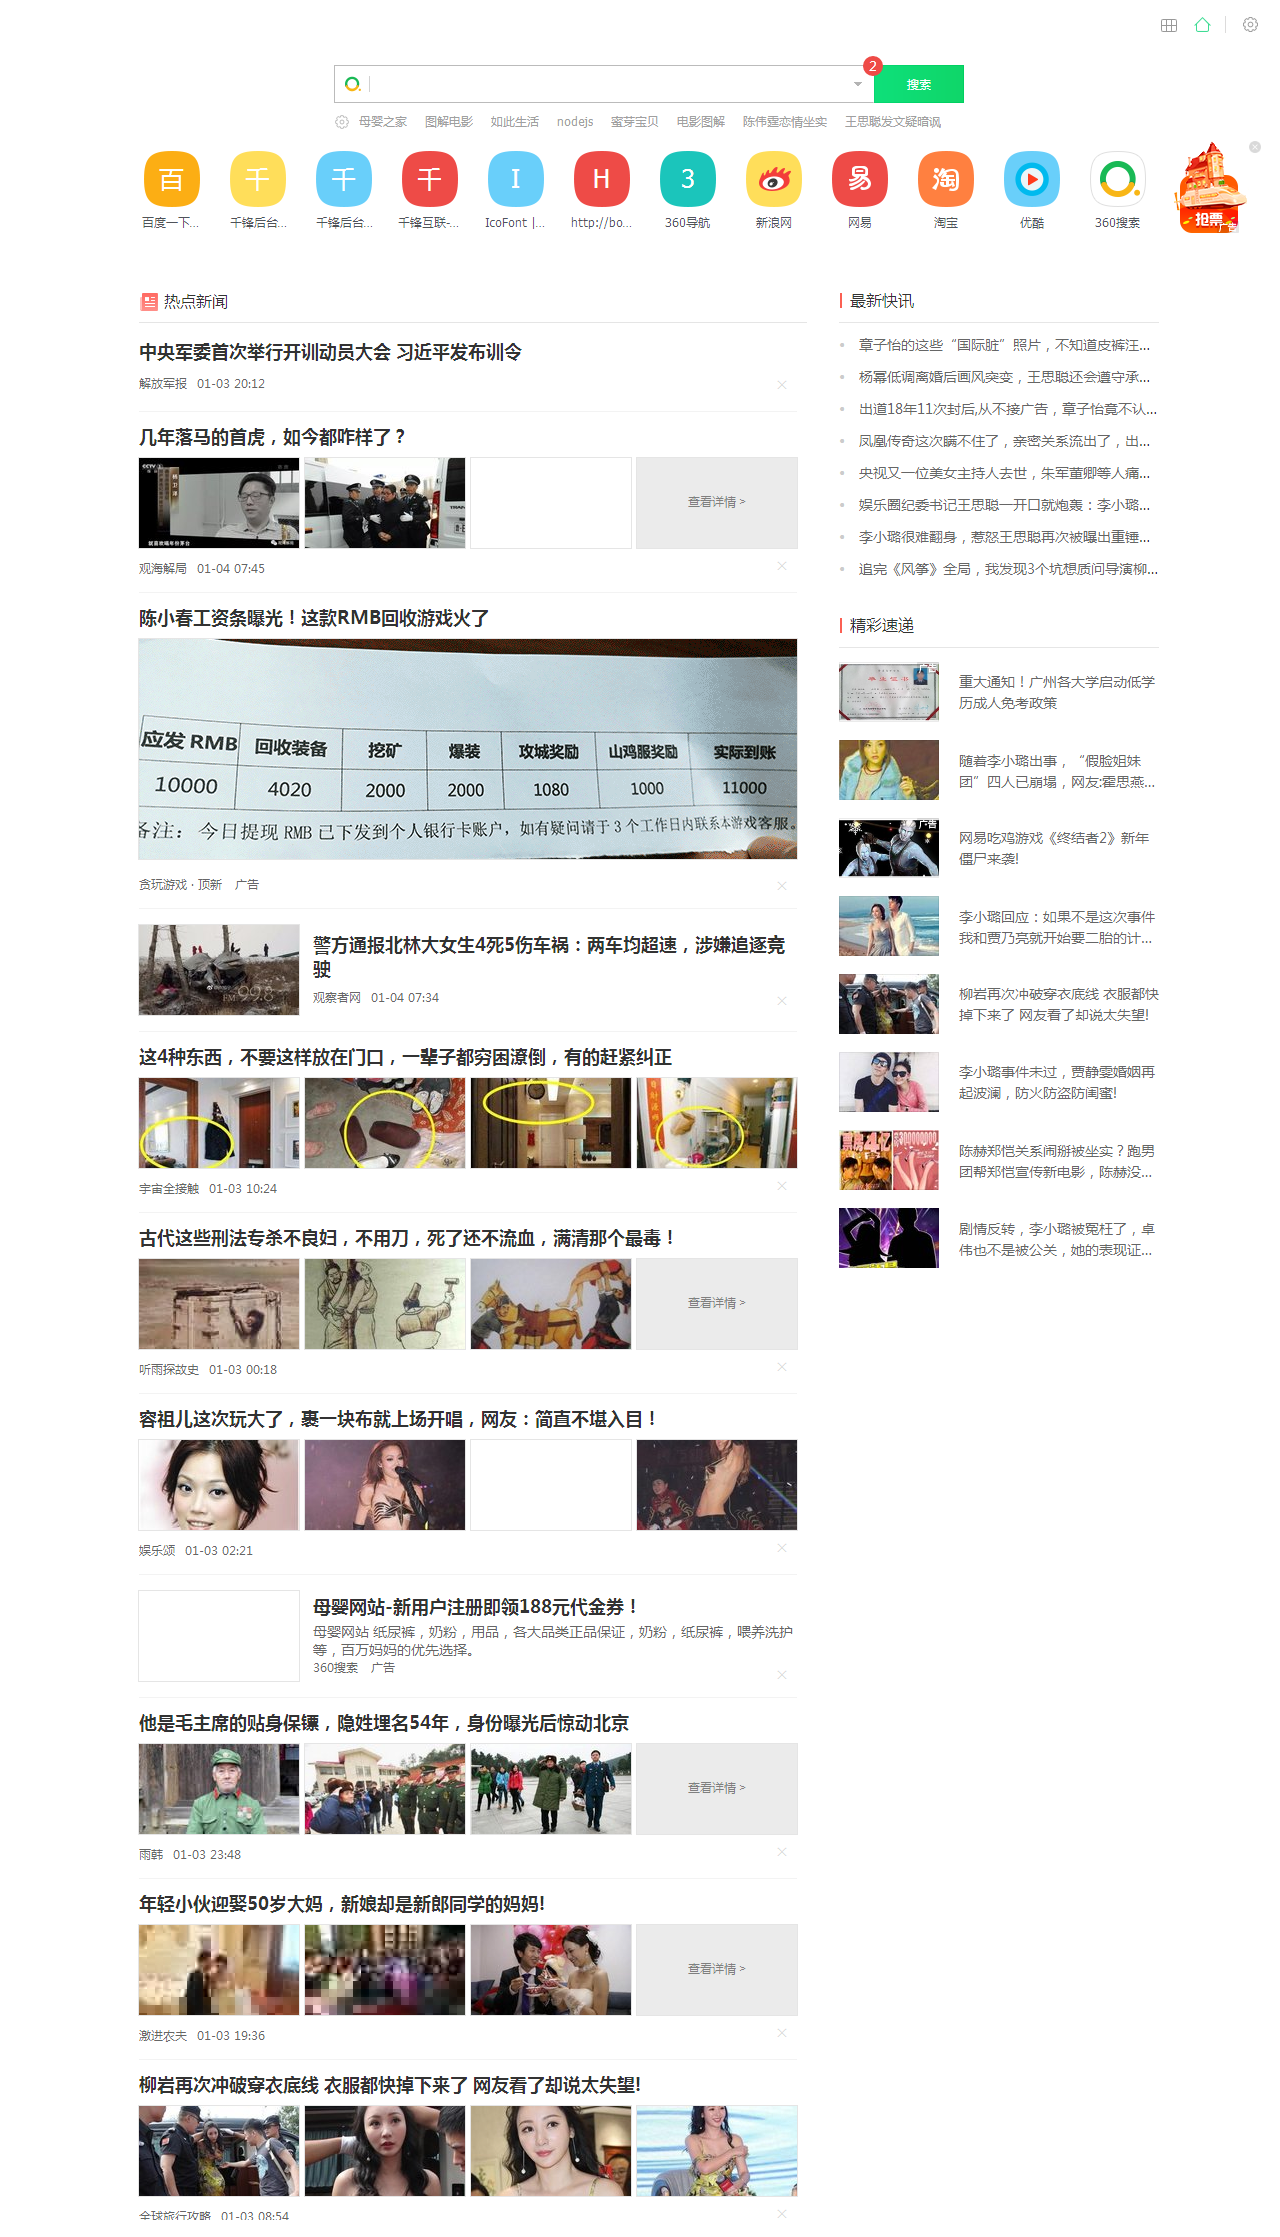 2
搜索
母婴之家 图解电影 如此生活 nodejs 蜜芽宝贝 电影图解 陈伟霆恋情坐实 王思聪发文疑暗讽
百 千 千 千 I H 3 易 淘
百度一下... 千锋后台... 千锋后台... 千锋互联-... IcoFont |... http://bo... 360导航 新浪网 网易 淘宝 优酷 360搜索
抢票
广告
热点新闻
中央军委首次举行开训动员大会 习近平发布训令
解放军报 01-03 20:12
几年落马的首虎，如今都咋样了？
查看详情 >
观海解局 01-04 07:45
陈小春工资条曝光！这款RMB回收游戏火了
应发 RMB 回收装备 挖矿 爆装 攻城奖励 山鸡服奖励 实际到账
10000 4020 2000 2000 1080 1000 11000
备注： 今日提现 RMB 已下发到个人银行卡账户，如有疑问请于 3 个工作日内联系本游戏客服。
贪玩游戏 · 顶新 广告
警方通报北林大女生4死5伤车祸：两车均超速，涉嫌追逐竞
驶
观察者网 01-04 07:34
这4种东西，不要这样放在门口，一辈子都穷困潦倒，有的赶紧纠正
宇宙全接触 01-03 10:24
古代这些刑法专杀不良妇，不用刀，死了还不流血，满清那个最毒！
查看详情 >
听雨探故史 01-03 00:18
容祖儿这次玩大了，裹一块布就上场开唱，网友：简直不堪入目！
娱乐颂 01-03 02:21
母婴网站-新用户注册即领188元代金券！
母婴网站 纸尿裤，奶粉，用品，各大品类正品保证，奶粉，纸尿裤，喂养洗护
等，百万妈妈的优先选择。
360搜索 广告
他是毛主席的贴身保镖，隐姓埋名54年，身份曝光后惊动北京
查看详情 >
雨韩 01-03 23:48
年轻小伙迎娶50岁大妈，新娘却是新郎同学的妈妈!
查看详情 >
激进农夫 01-03 19:36
柳岩再次冲破穿衣底线 衣服都快掉下来了 网友看了却说太失望!
全球旅行攻略 01-03 08:54
最新快讯
章子怡的这些“国际脏”照片，不知道皮裤汪...
杨幂低调离婚后画风突变，王思聪还会遵守承...
出道18年11次封后,从不接广告，章子怡竟不认...
凤凰传奇这次瞒不住了，亲密关系流出了，出...
央视又一位美女主持人去世，朱军董卿等人痛...
娱乐圈纪委书记王思聪一开口就炮轰：李小璐...
李小璐很难翻身，惹怒王思聪再次被曝出重锤...
追完《风筝》全局，我发现3个坑想质问导演柳...
精彩速递
广告
重大通知！广州各大学启动低学
历成人免考政策
随着李小璐出事，“假脸姐妹
团”四人已崩塌，网友:霍思燕...
广告
网易吃鸡游戏《终结者2》新年
僵尸来袭!
李小璐回应：如果不是这次事件
我和贾乃亮就开始要二胎的计...
柳岩再次冲破穿衣底线 衣服都快
掉下来了 网友看了却说太失望!
李小璐事件未过，贾静雯婚姻再
起波澜，防火防盗防闺蜜!
陈赫郑恺关系闹掰被坐实？跑男
团帮郑恺宣传新电影，陈赫没...
剧情反转，李小璐被冤枉了，卓
伟也不是被公关，她的表现证...